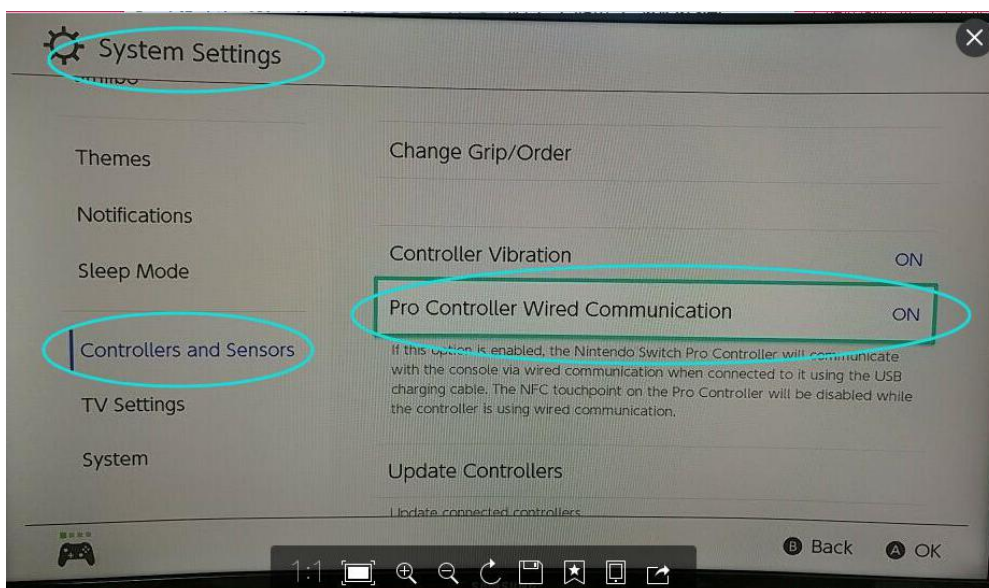 System Settings
amiibo
Themes
Notifications
Sleep Mode
Controllers and Sensors
TV Settings
System
Change Grip/Order
Controller Vibration ON
Pro Controller Wired Communication ON
If this option is enabled, the Nintendo Switch Pro Controller will communicate
with the console via wired communication when connected to it using the USB
charging cable. The NFC touchpoint on the Pro Controller will be disabled while
the controller is using wired communication.
Update Controllers
Update connected controllers
B Back A OK
1:1